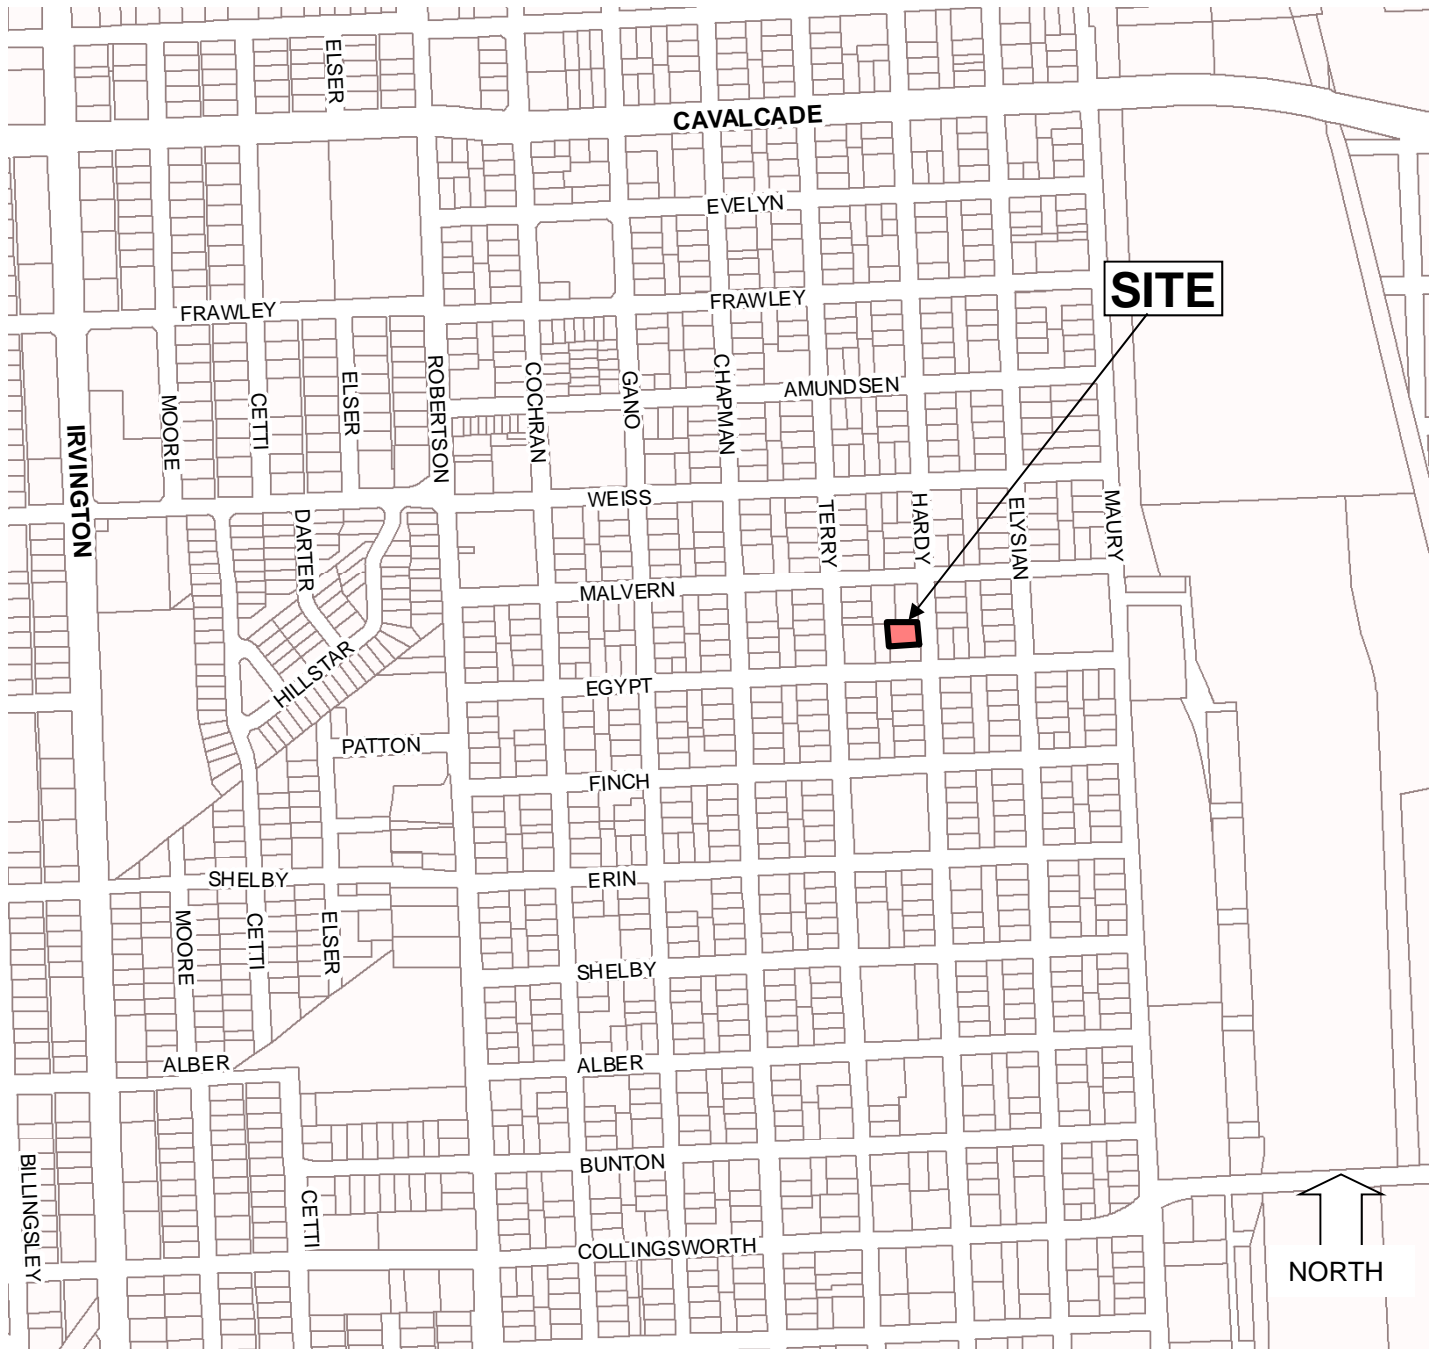 ELSER
CAVALCADE
EVELYN
SITE
FRAWLEY
FRAWLEY
ROBERTSON
COCHRAN
GANO
CHAPMAN
AMUNDSEN
MOORE
CETTI
ELSER
IRVINGTON
WEISS
DARTER
TERRY
HARDY
ELYSIAN
MAURY
MALVERN
HILLSTAR
EGYPT
PATTON
FINCH
SHELBY
ERIN
MOORE
CETTI
ELSER
SHELBY
ALBER
ALBER
BILLINGSLEY
BUNTON
CETTI
COLLINGSWORTH
NORTH